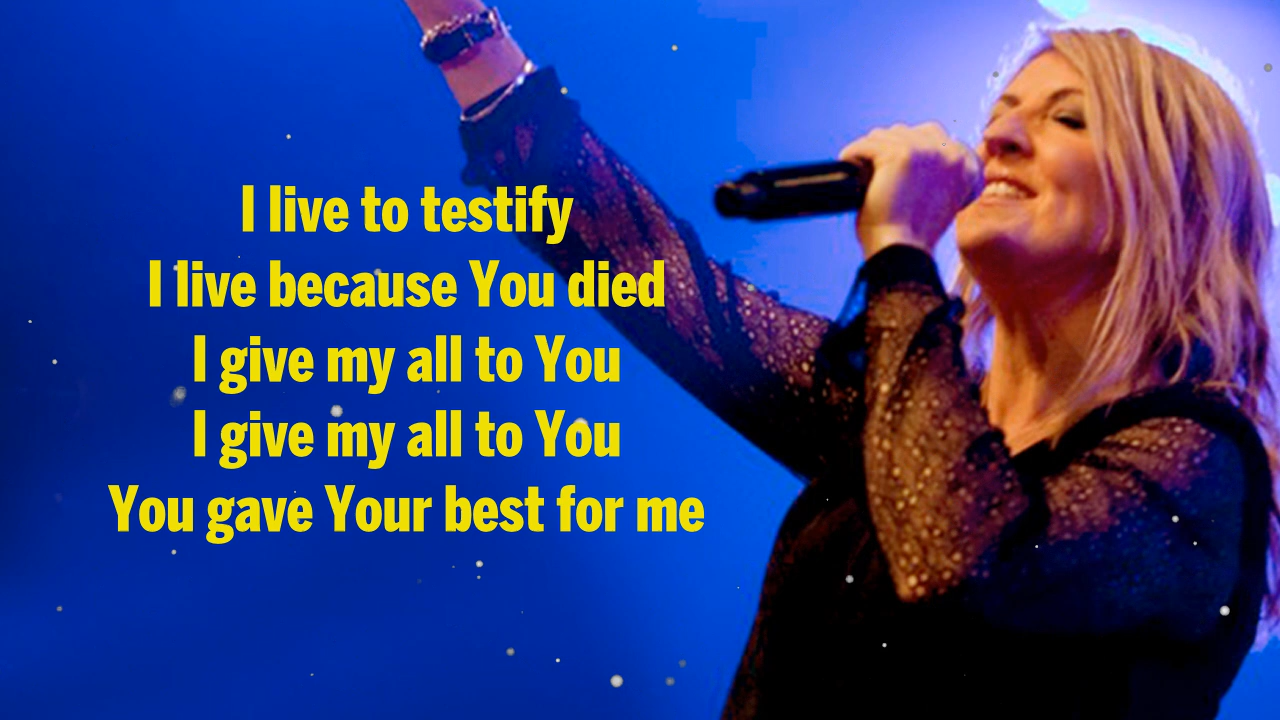 I live to testify
I live because You died
I give my all to You
I give my all to You
You gave Your best for me